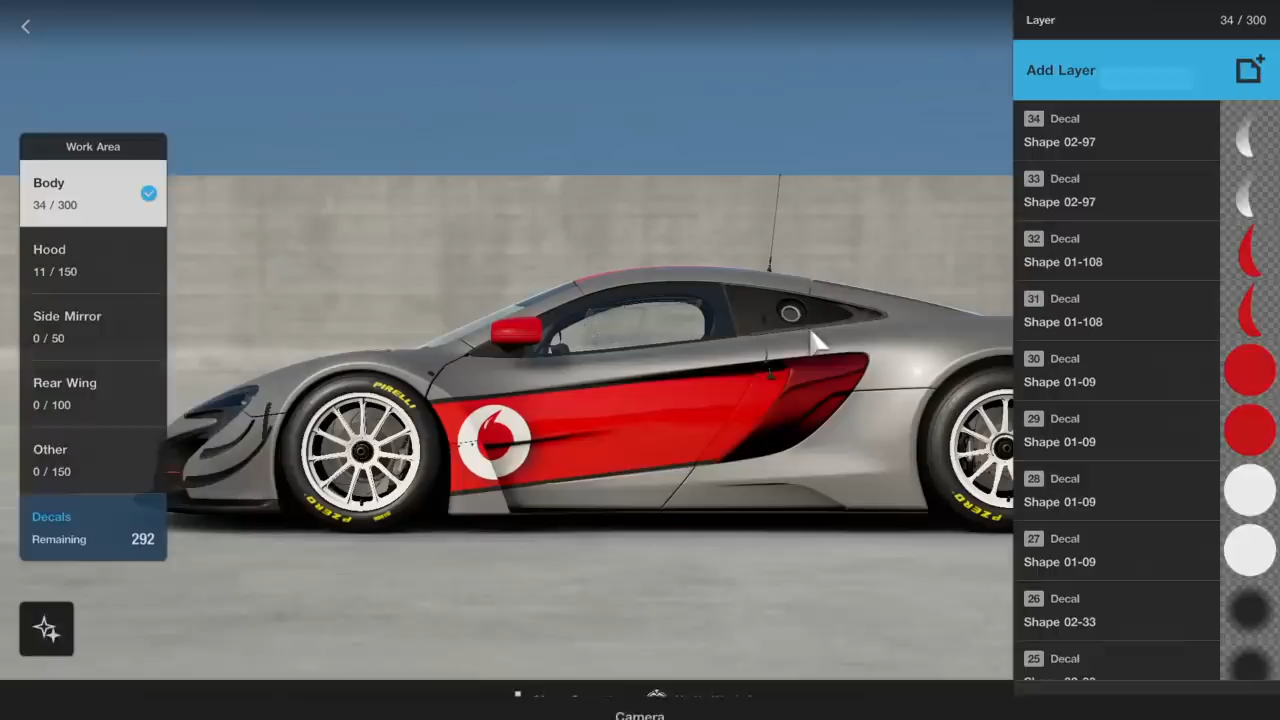 Layer 34 / 300
Add Layer
34 Decal
Shape 02-97
33 Decal
Shape 02-97
32 Decal
Shape 01-108
31 Decal
Shape 01-108
30 Decal
Shape 01-09
29 Decal
Shape 01-09
28 Decal
Shape 01-09
27 Decal
Shape 01-09
26 Decal
Shape 02-33
25 Decal
Work Area
Body
34 / 300
Hood
11 / 150
Side Mirror
0 / 50
Rear Wing
0 / 100
Other
0 / 150
Decals
Remaining 292
PIRELLI
PZERO
PZERO
Camera